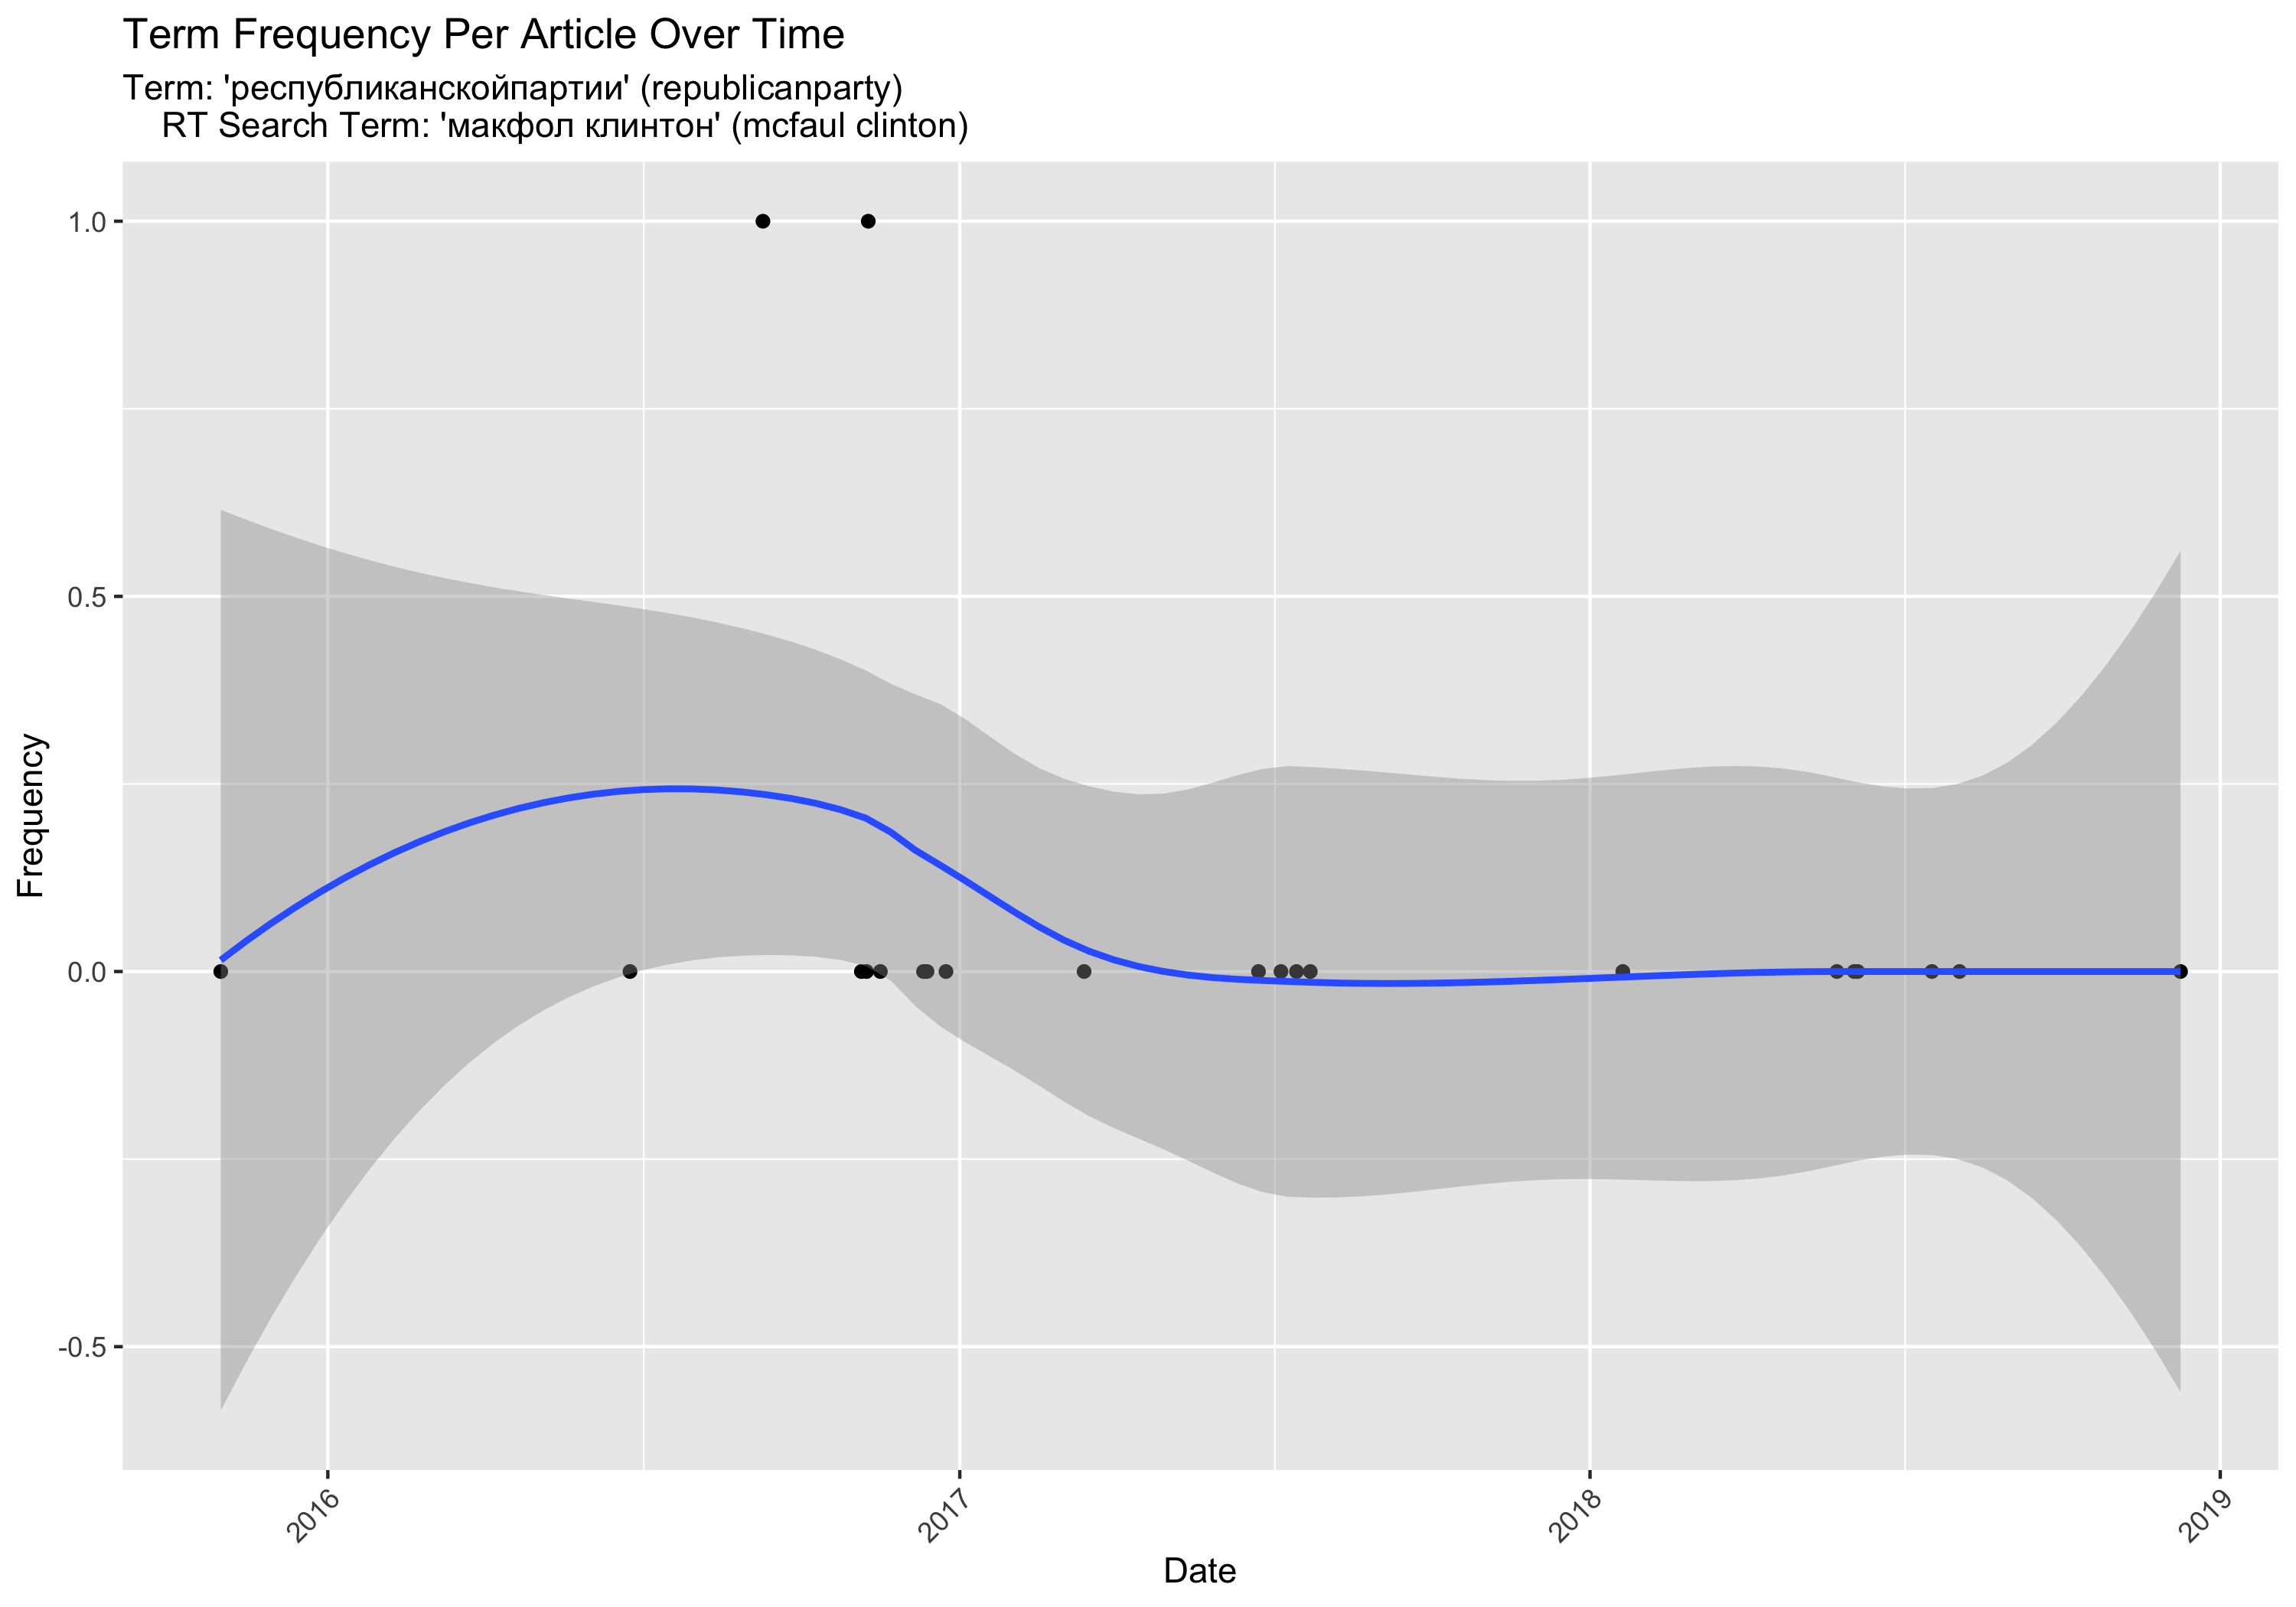 Term Frequency Per Article Over Time
Term: 'республиканскойпартии' (republicanparty)
RT Search Term: 'макфол клинтон' (mcfaul clinton)
1.0
0.5
0.0
-0.5
Frequency
2016
2017
2018
2019
Date